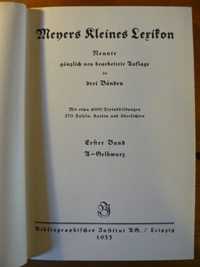 Meyers Kleines Lexikon
Neunte
gänzlich neu bearbeitete Auflage
in
drei Bänden
Mit etwa 4000 Textabbildungen
270 Tafeln, Karten und Übersichten
Erster Band
A–Gelbwurz
Bibliographisches Institut AG. / Leipzig
1933